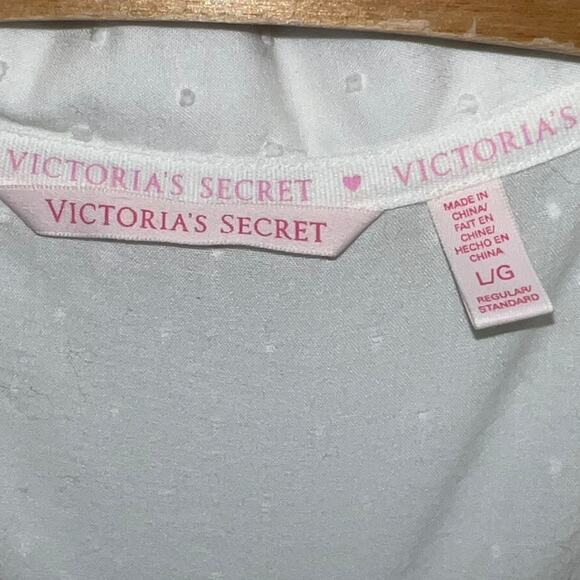 VICTORIA'S SECRET ♥ VICTORIA'S
VICTORIA'S SECRET
MADE IN
CHINA/
FAIT EN
CHINE/
HECHO EN
CHINA
L/G
REGULAR/
STANDARD